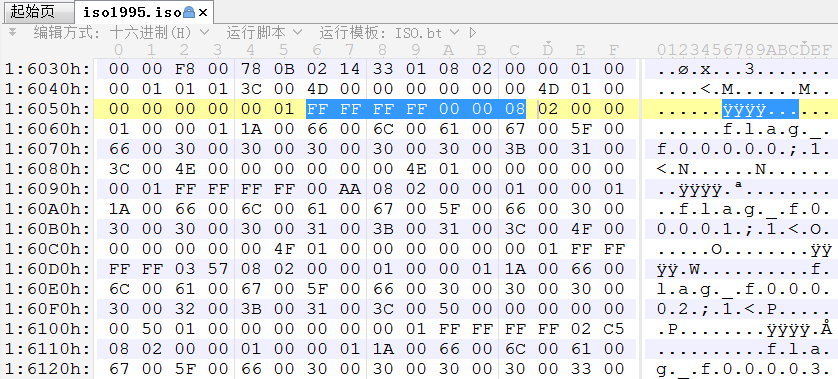 起始页 iso1995.iso
编辑方式: 十六进制(H) 运行脚本 运行模板: ISO.bt
0 1 2 3 4 5 6 7 8 9 A B C D E F 0123456789ABCDEF
1:6030h: 00 00 F8 00 78 0B 02 14 33 01 08 02 00 00 01 00 ..ø.x...3.......
1:6040h: 00 01 01 01 3C 00 4D 00 00 00 00 00 00 4D 01 00 ....<.M......M..
1:6050h: 00 00 00 00 00 01 FF FF FF FF 00 00 08 02 00 00 ......ÿÿÿÿ......
1:6060h: 01 00 00 01 1A 00 66 00 6C 00 61 00 67 00 5F 00 ......f.l.a.g._.
1:6070h: 66 00 30 00 30 00 30 00 30 00 30 00 3B 00 31 00 f.0.0.0.0.0.;.1.
1:6080h: 3C 00 4E 00 00 00 00 00 00 4E 01 00 00 00 00 00 <.N......N......
1:6090h: 00 01 FF FF FF FF 00 AA 08 02 00 00 01 00 00 01 ..ÿÿÿÿ.ª........
1:60A0h: 1A 00 66 00 6C 00 61 00 67 00 5F 00 66 00 30 00 ..f.l.a.g._.f.0.
1:60B0h: 30 00 30 00 30 00 31 00 3B 00 31 00 3C 00 4F 00 0.0.0.1.;.1.<.O.
1:60C0h: 00 00 00 00 00 4F 01 00 00 00 00 00 00 01 FF FF .....O........ÿÿ
1:60D0h: FF FF 03 57 08 02 00 00 01 00 00 01 1A 00 66 00 ÿÿ.W..........f.
1:60E0h: 6C 00 61 00 67 00 5F 00 66 00 30 00 30 00 30 00 l.a.g._.f.0.0.0.
1:60F0h: 30 00 32 00 3B 00 31 00 3C 00 50 00 00 00 00 00 0.2.;.1.<.P.....
1:6100h: 00 50 01 00 00 00 00 00 00 01 FF FF FF FF 02 C5 .P........ÿÿÿÿ.Å
1:6110h: 08 02 00 00 01 00 00 01 1A 00 66 00 6C 00 61 00 ..........f.l.a.
1:6120h: 67 00 5F 00 66 00 30 00 30 00 30 00 30 00 33 00 g._.f.0.0.0.0.3.